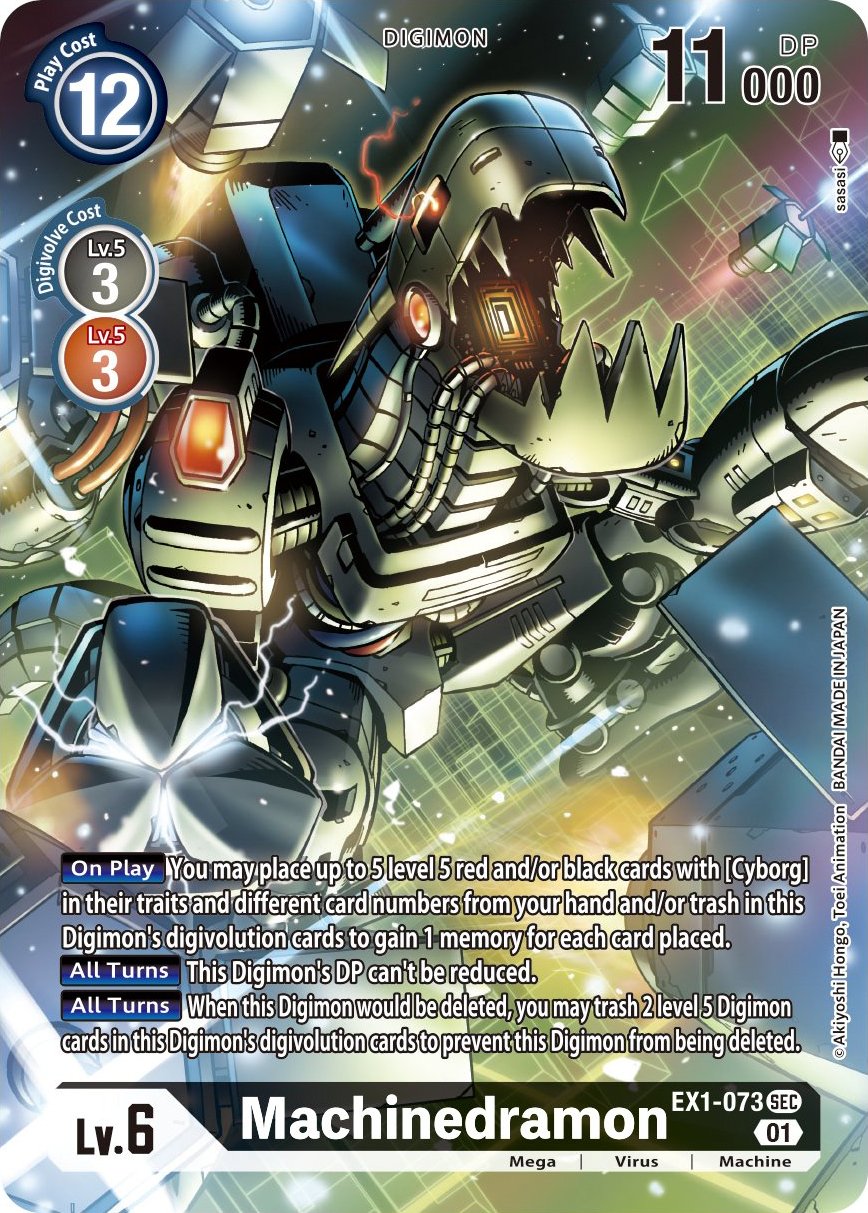 Play Cost
12
DIGIMON
11000
DP
sasasi
Digivolve Cost
Lv.5
3
Lv.5
3
On Play You may place up to 5 level 5 red and/or black cards with [Cyborg]
in their traits and different card numbers from your hand and/or trash in this
Digimon's digivolution cards to gain 1 memory for each card placed.
All Turns This Digimon's DP can't be reduced.
All Turns When this Digimon would be deleted, you may trash 2 level 5 Digimon
cards in this Digimon's digivolution cards to prevent this Digimon from being deleted.
© Akiyoshi Hongo, Toei Animation BANDAI MADE IN JAPAN
Lv.6
Machinedramon
EX1-073 SEC
01
Mega | Virus | Machine